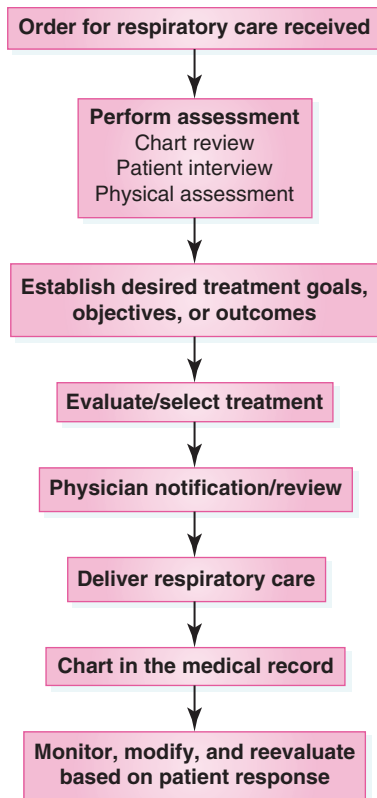 Order for respiratory care received
Perform assessment
Chart review
Patient interview
Physical assessment
Establish desired treatment goals,
objectives, or outcomes
Evaluate/select treatment
Physician notification/review
Deliver respiratory care
Chart in the medical record
Monitor, modify, and reevaluate
based on patient response